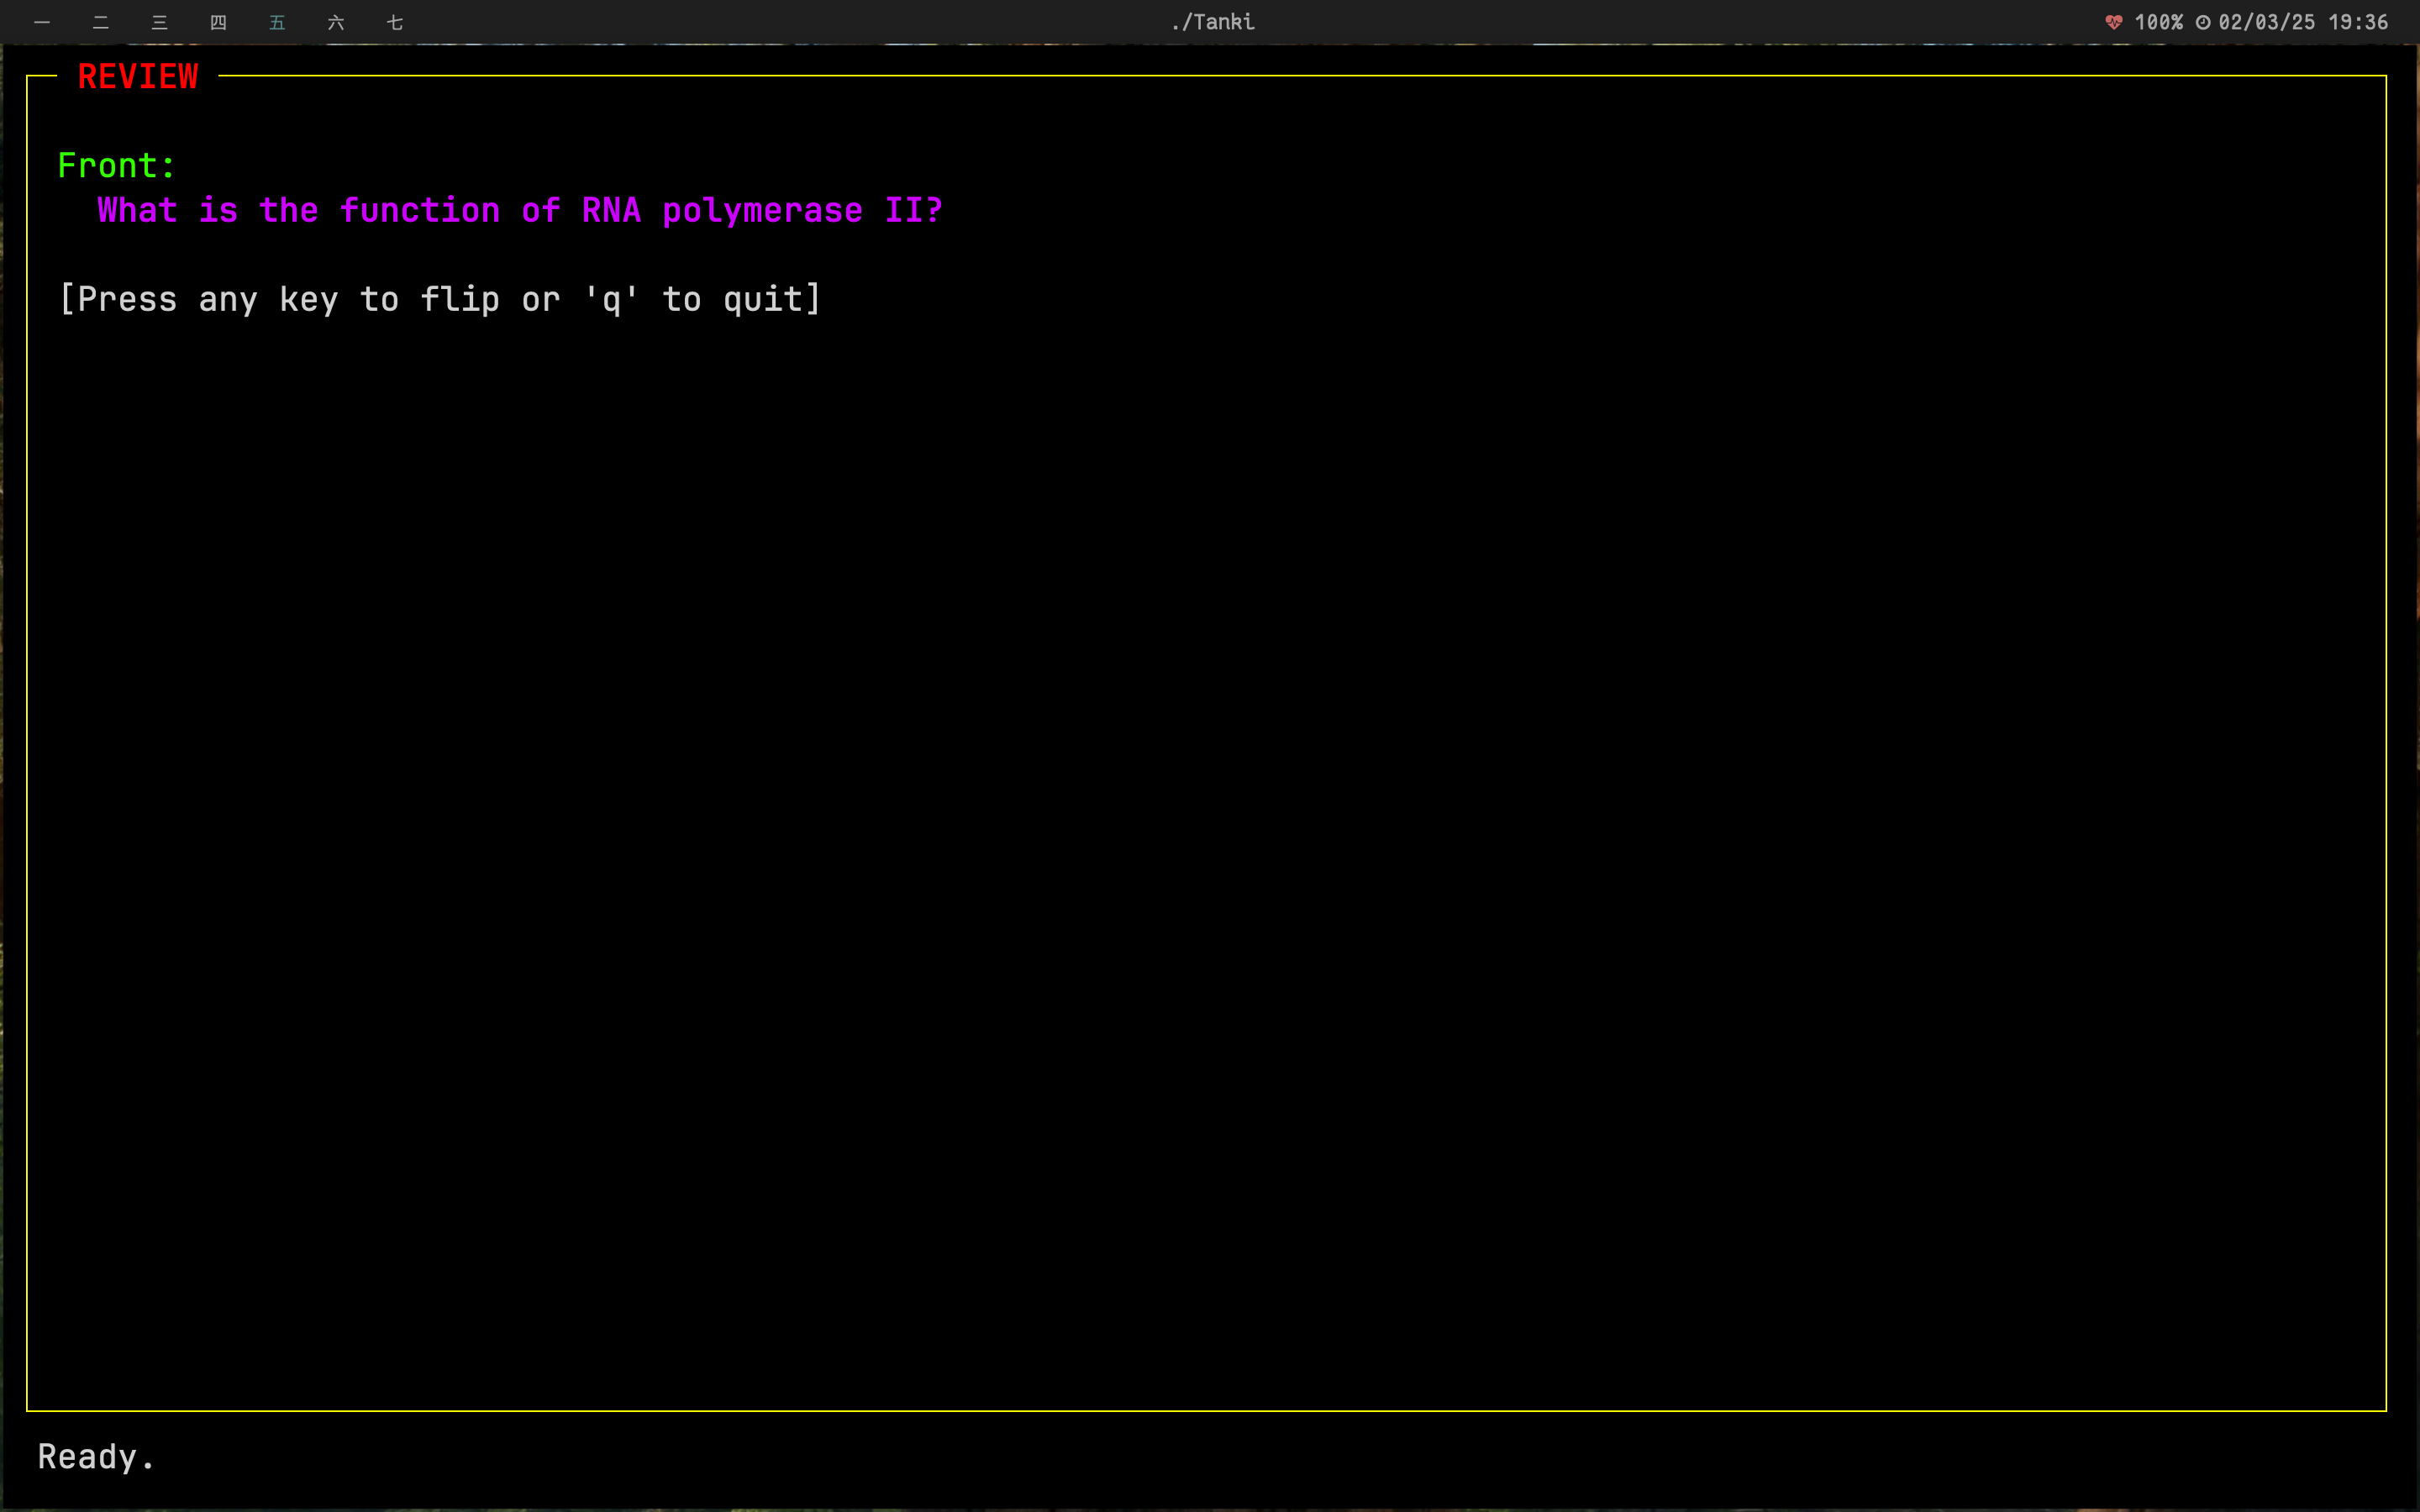 一 二 三 四 五 六 七 ./Tanki 100% 02/03/25 19:36
REVIEW
Front:
What is the function of RNA polymerase II?
[Press any key to flip or 'q' to quit]
Ready.